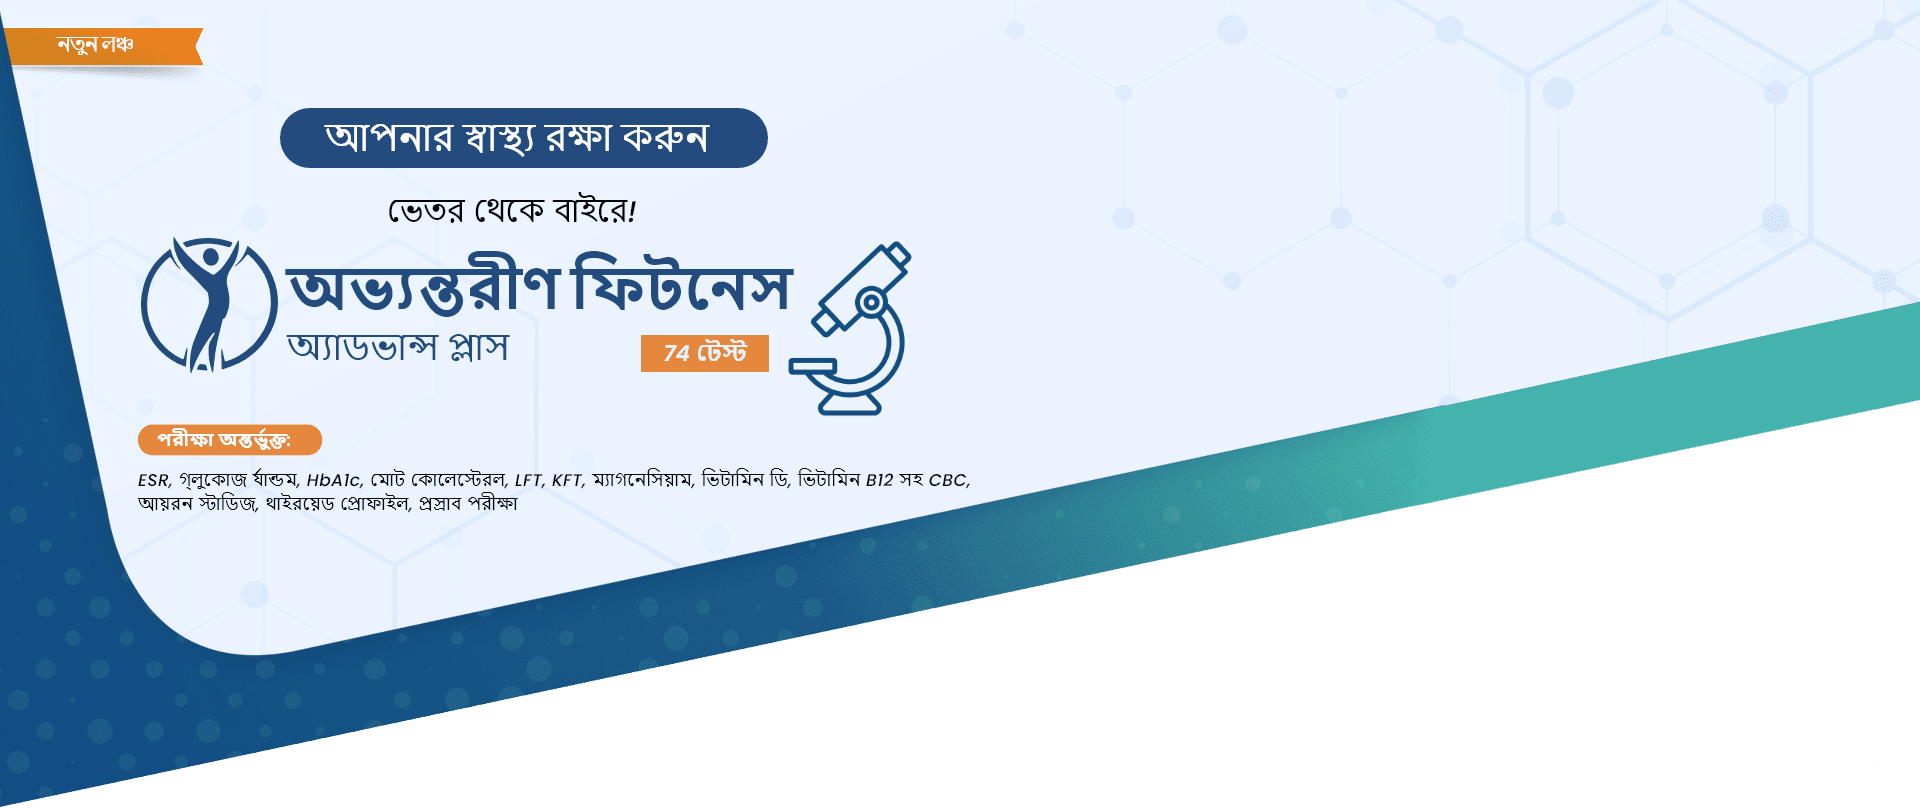 নতুন লঞ্চ
আপনার স্বাস্থ্য রক্ষা করুন
ভেতর থেকে বাইরে!
অভ্যন্তরীণ ফিটনেস
অ্যাডভান্স প্লাস
74 টেস্ট
পরীক্ষা অন্তর্ভুক্ত:
ESR, গ্লুকোজ র্যান্ডম, HbA1c, মোট কোলেস্টেরল, LFT, KFT, ম্যাগনেসিয়াম, ভিটামিন ডি, ভিটামিন B12 সহ CBC,
আয়রন স্টাডিজ, থাইরয়েড প্রোফাইল, প্রস্রাব পরীক্ষা